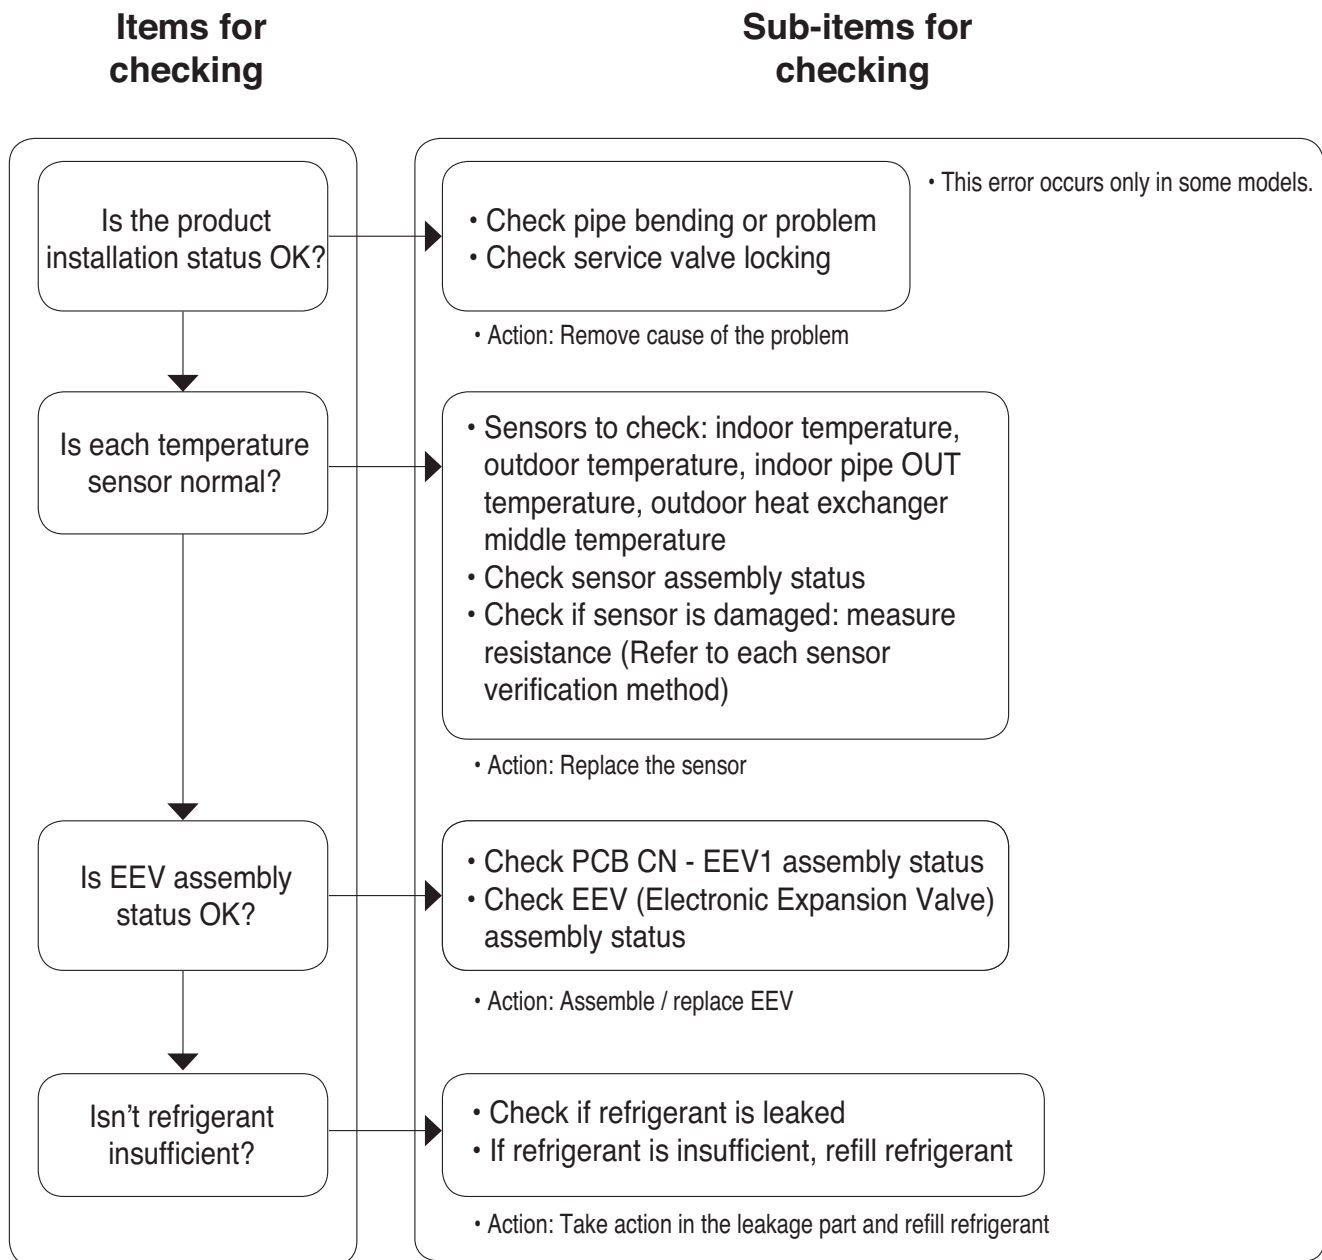 Items for
checking
Sub-items for
checking
Is the product
installation status OK?
• Check pipe bending or problem
• Check service valve locking
• This error occurs only in some models.
• Action: Remove cause of the problem
Is each temperature
sensor normal?
• Sensors to check: indoor temperature,
outdoor temperature, indoor pipe OUT
temperature, outdoor heat exchanger
middle temperature
• Check sensor assembly status
• Check if sensor is damaged: measure
resistance (Refer to each sensor
verification method)
• Action: Replace the sensor
Is EEV assembly
status OK?
• Check PCB CN - EEV1 assembly status
• Check EEV (Electronic Expansion Valve)
assembly status
• Action: Assemble / replace EEV
Isn’t refrigerant
insufficient?
• Check if refrigerant is leaked
• If refrigerant is insufficient, refill refrigerant
• Action: Take action in the leakage part and refill refrigerant